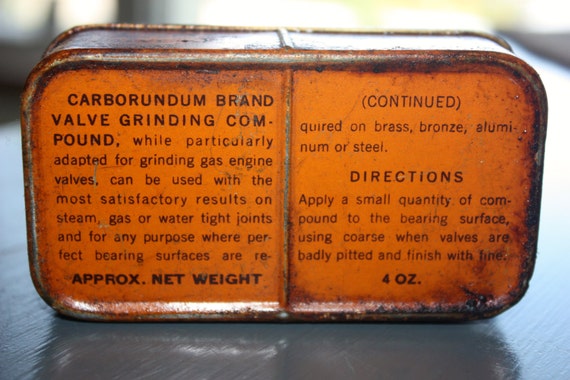 CARBORUNDUM BRAND
VALVE GRINDING COM-
POUND, while particularly
adapted for grinding gas engine
valves, can be used with the
most satisfactory results on
steam, gas or water tight joints
and for any purpose where per-
fect bearing surfaces are re-
APPROX. NET WEIGHT
(CONTINUED)
quired on brass, bronze, alumi-
num or steel.
DIRECTIONS
Apply a small quantity of com-
pound to the bearing surface,
using coarse when valves are
badly pitted and finish with fine.
4 OZ.